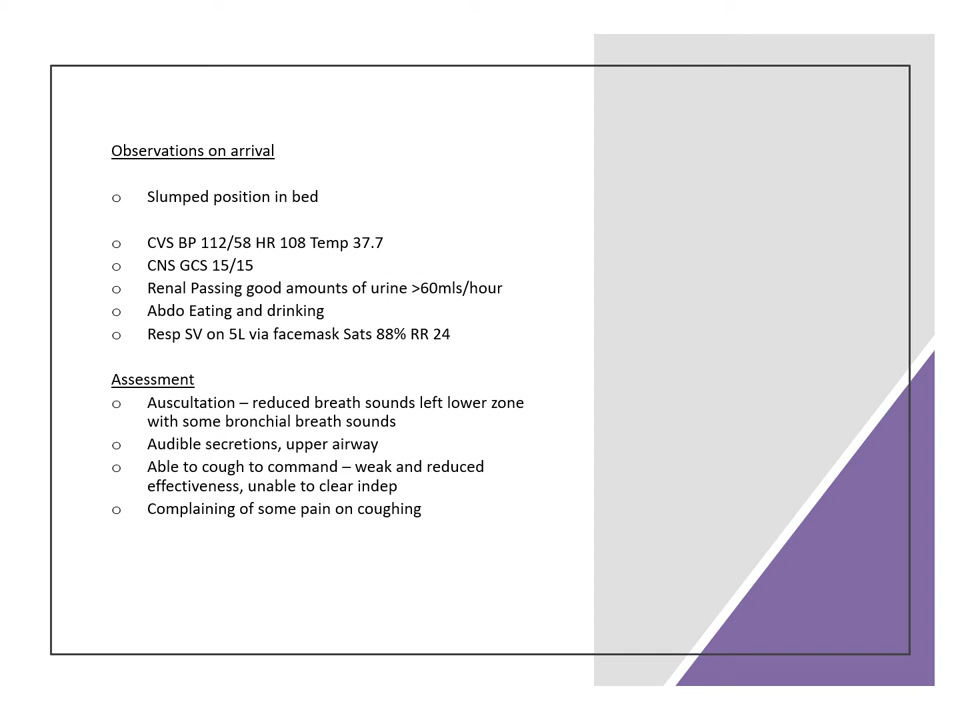 Observations on arrival
o Slumped position in bed
o CVS BP 112/58 HR 108 Temp 37.7
o CNS GCS 15/15
o Renal Passing good amounts of urine >60mls/hour
o Abdo Eating and drinking
o Resp SV on 5L via facemask Sats 88% RR 24
Assessment
o Auscultation – reduced breath sounds left lower zone
with some bronchial breath sounds
o Audible secretions, upper airway
o Able to cough to command – weak and reduced
effectiveness, unable to clear indep
o Complaining of some pain on coughing